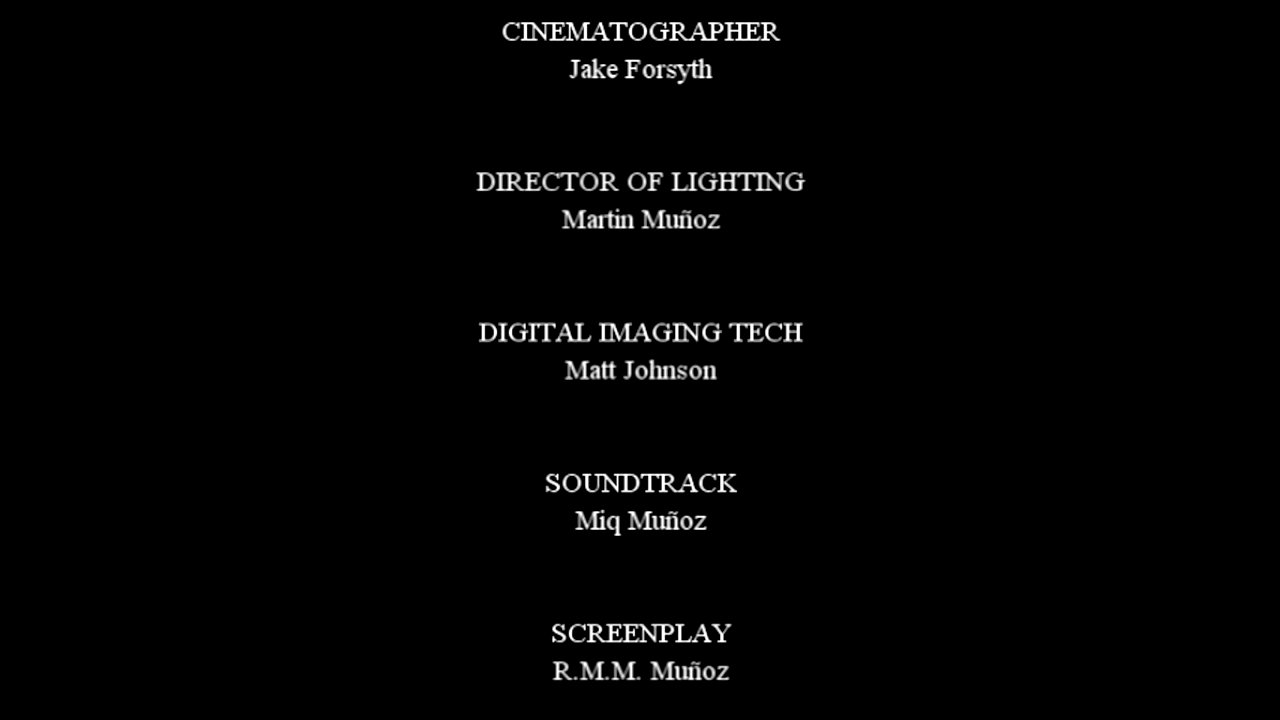 CINEMATOGRAPHER
Jake Forsyth
DIRECTOR OF LIGHTING
Martin Muñoz
DIGITAL IMAGING TECH
Matt Johnson
SOUNDTRACK
Miq Muñoz
SCREENPLAY
R.M.M. Muñoz